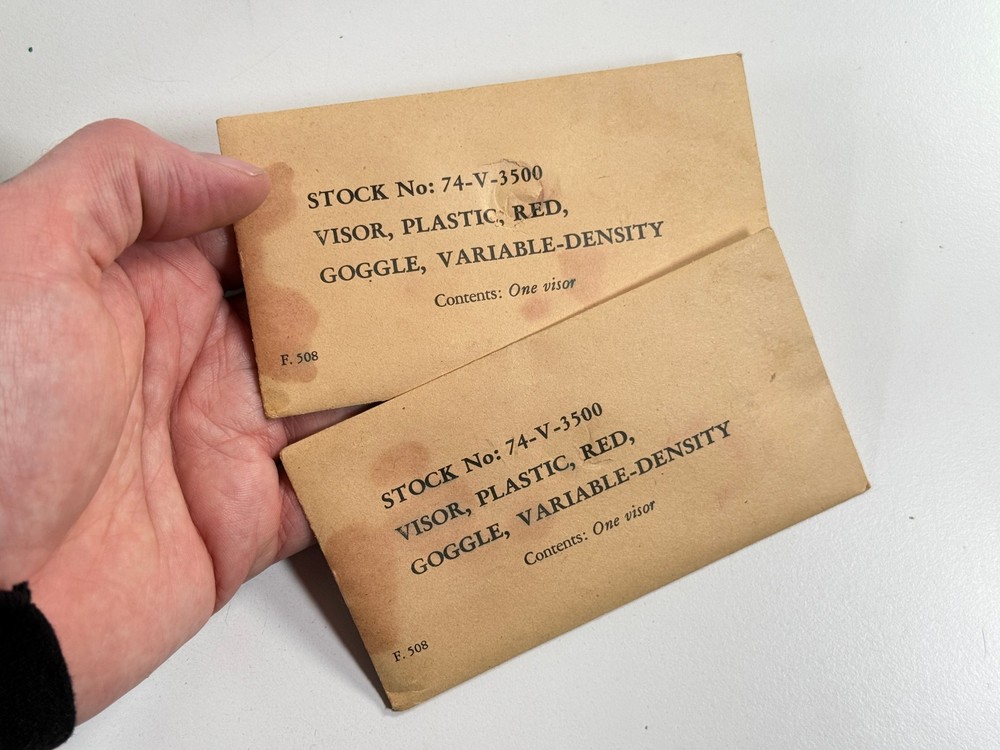 STOCK No: 74-V-3500
VISOR, PLASTIC, RED,
GOGGLE, VARIABLE-DENSITY
Contents: One visor
F. 508
STOCK No: 74-V-3500
VISOR, PLASTIC, RED,
GOGGLE, VARIABLE-DENSITY
Contents: One visor
F. 508